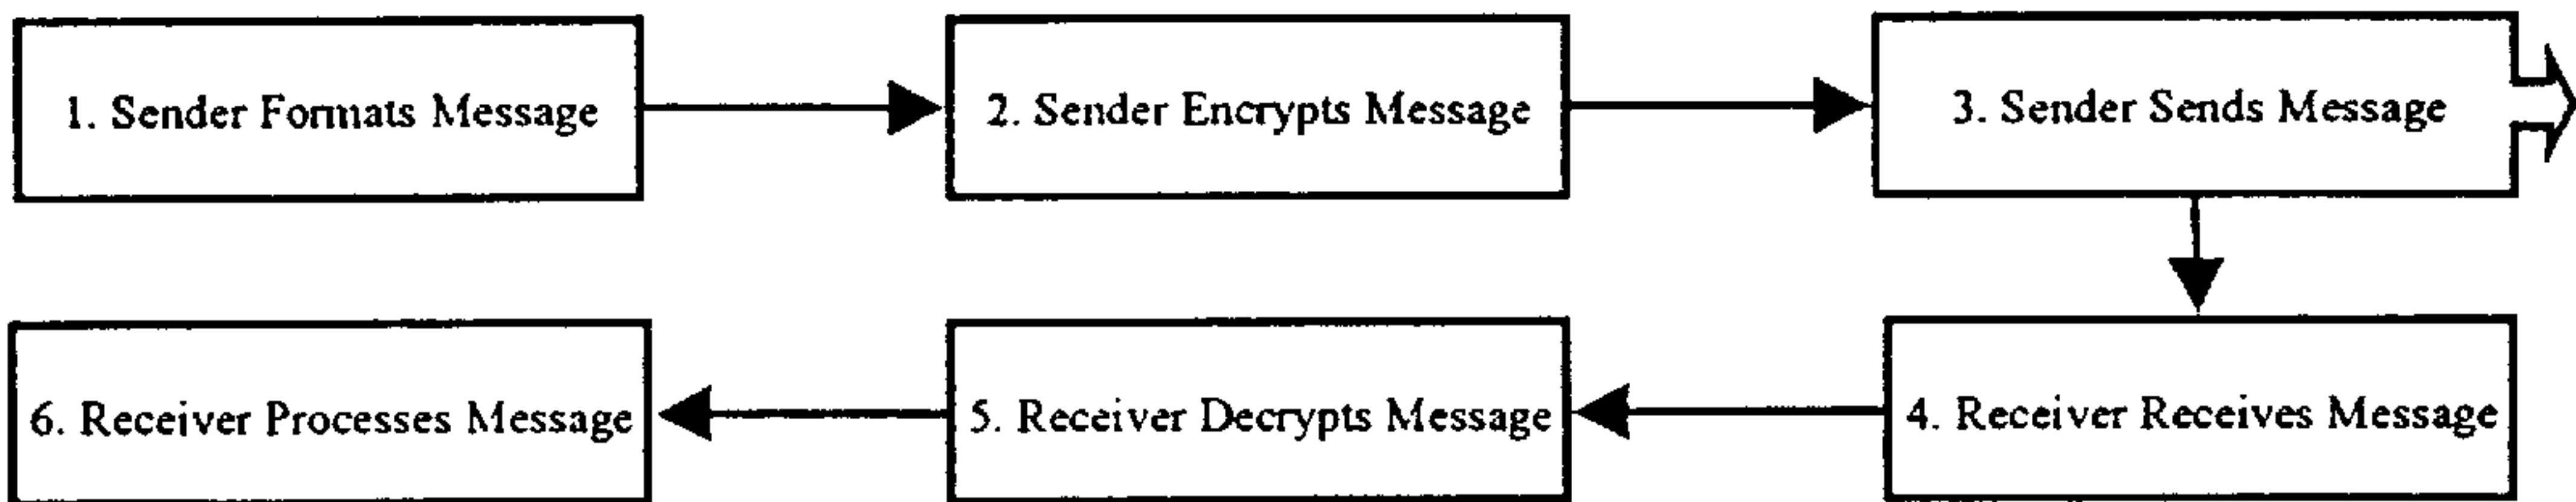 1. Sender Formats Message
2. Sender Encrypts Message
3. Sender Sends Message
4. Receiver Receives Message
5. Receiver Decrypts Message
6. Receiver Processes Message